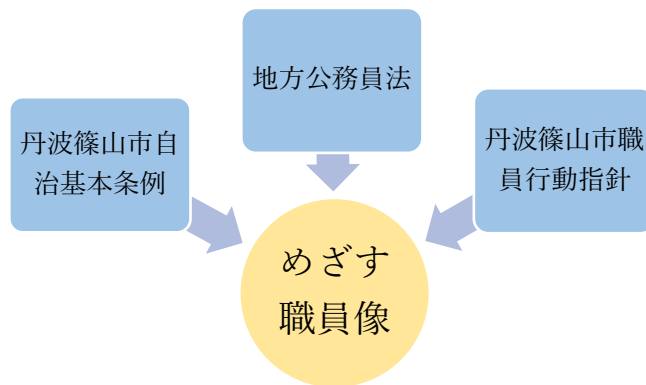 地方公務員法
丹波篠山市自
治基本条例
丹波篠山市職
員行動指針
めざす
職員像